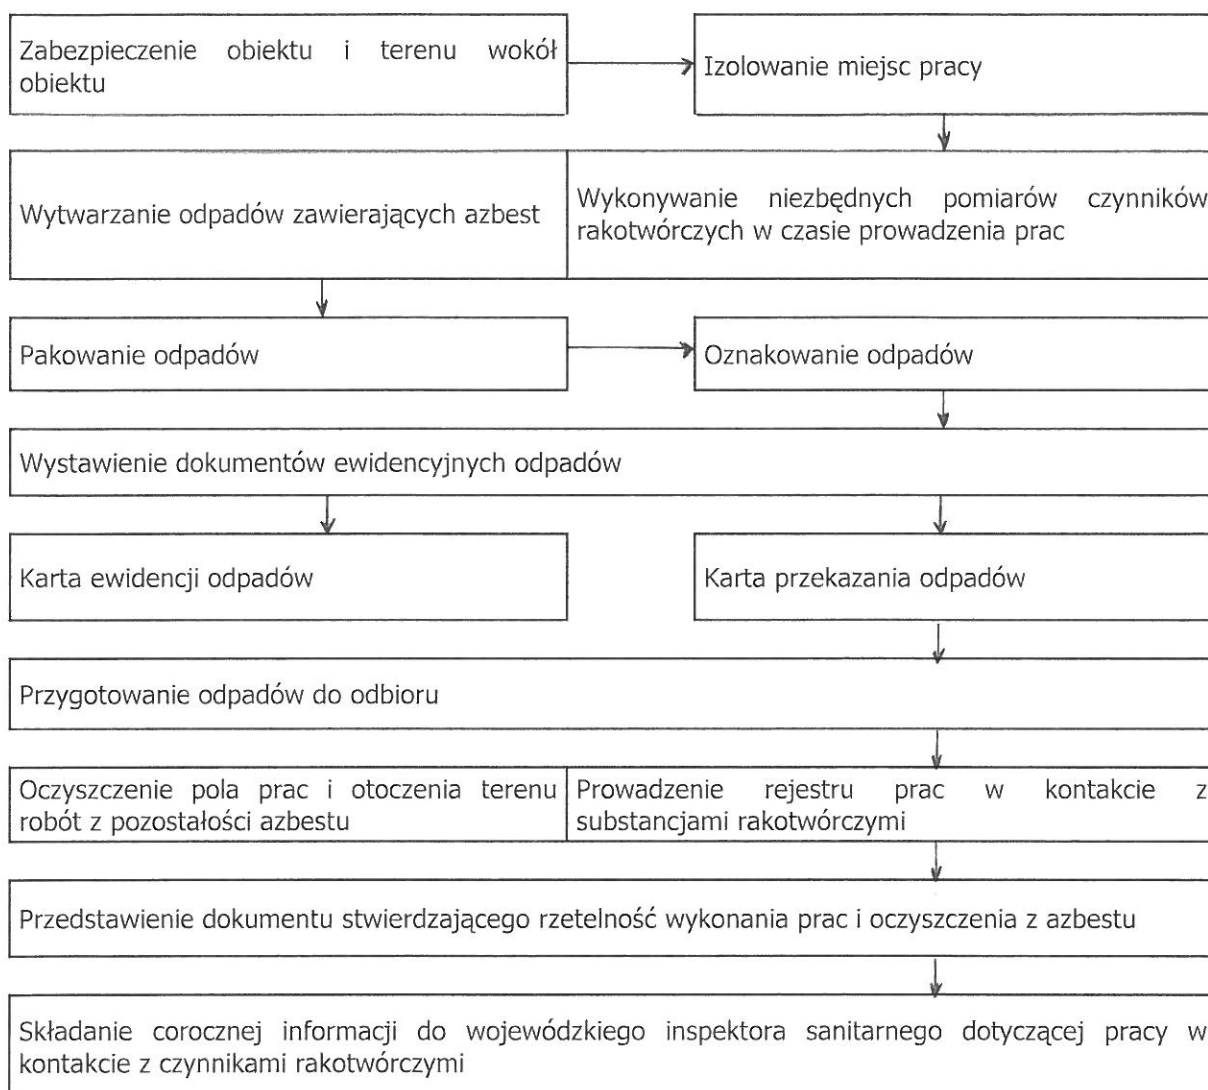 Zabezpieczenie obiektu i terenu wokół
obiektu
Izolowanie miejsc pracy
Wytwarzanie odpadów zawierających azbest
Wykonywanie niezbędnych pomiarów czynników
rakotwórczych w czasie prowadzenia prac
Pakowanie odpadów
Oznakowanie odpadów
Wystawienie dokumentów ewidencyjnych odpadów
Karta ewidencji odpadów
Karta przekazania odpadów
Przygotowanie odpadów do odbioru
Oczyszczenie pola prac i otoczenia terenu
robót z pozostałości azbestu
Prowadzenie rejestru prac w kontakcie z
substancjami rakotwórczymi
Przedstawienie dokumentu stwierdzającego rzetelność wykonania prac i oczyszczenia z azbestu
Składanie corocznej informacji do wojewódzkiego inspektora sanitarnego dotyczącej pracy w
kontakcie z czynnikami rakotwórczymi